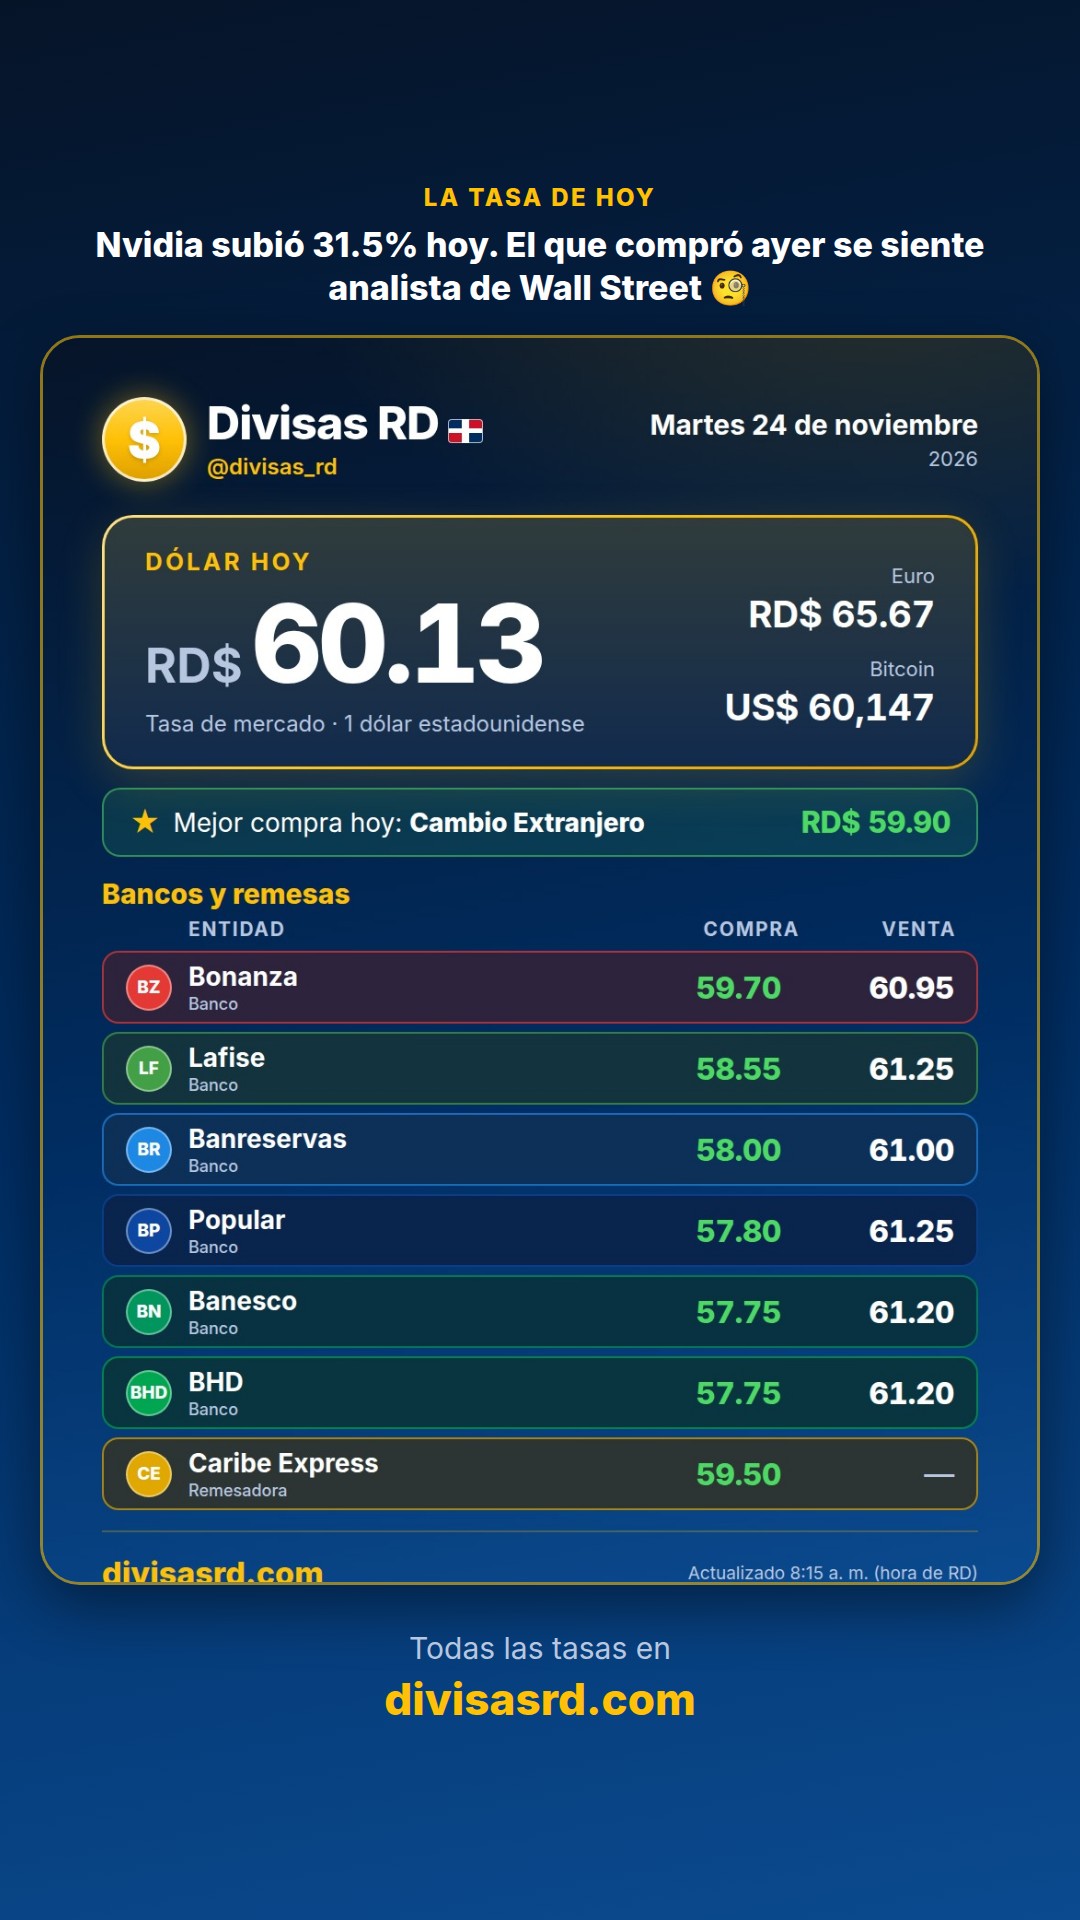 LA TASA DE HOY
Nvidia subió 31.5% hoy. El que compró ayer se siente
analista de Wall Street 🧐
$
Divisas RD
@divisas_rd
Martes 24 de noviembre
2026
DÓLAR HOY
RD$ 60.13
Tasa de mercado · 1 dólar estadounidense
Euro
RD$ 65.67
Bitcoin
US$ 60,147
★ Mejor compra hoy: Cambio Extranjero RD$ 59.90
Bancos y remesas
ENTIDAD COMPRA VENTA
BZ Bonanza 59.70 60.95
Banco
LF Lafise 58.55 61.25
Banco
BR Banreservas 58.00 61.00
Banco
BP Popular 57.80 61.25
Banco
BN Banesco 57.75 61.20
Banco
BHD BHD 57.75 61.20
Banco
CE Caribe Express 59.50 —
Remesadora
divisasrd.com Actualizado 8:15 a. m. (hora de RD)
Todas las tasas en
divisasrd.com